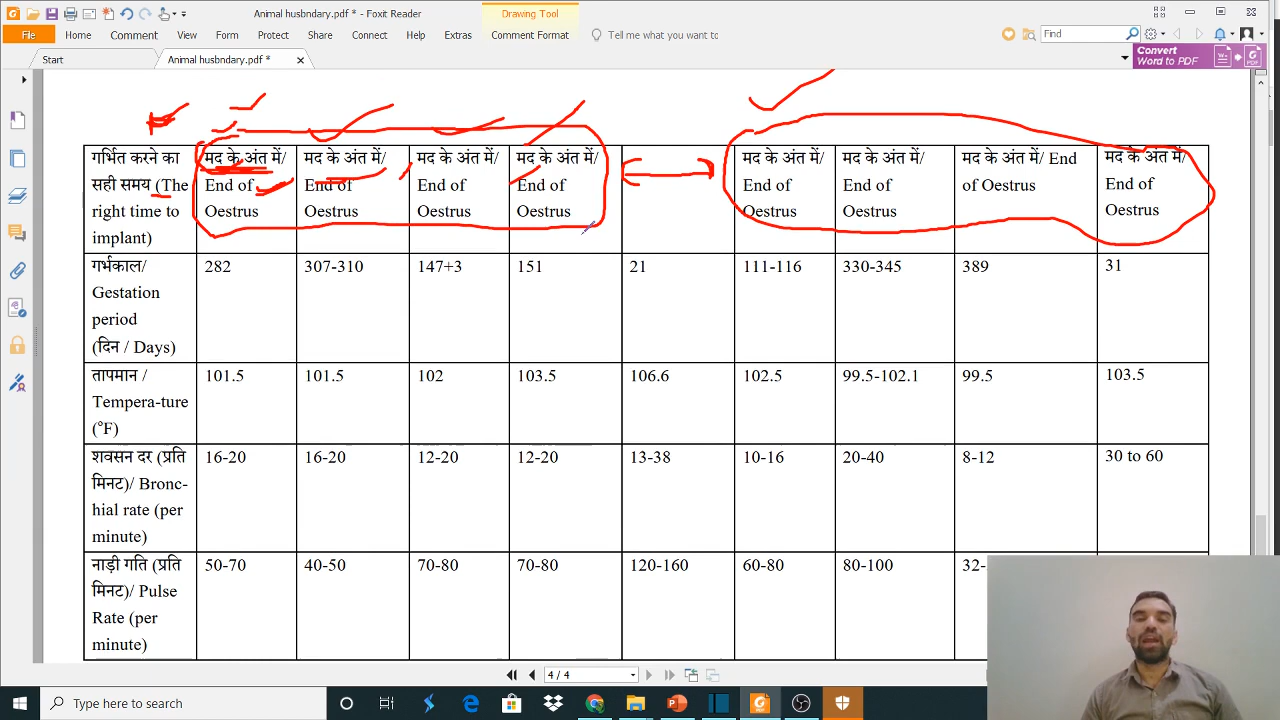 Animal husbndary.pdf * - Foxit Reader
Drawing Tool
File Home Comment View Form Protect Share Connect Help Extras Comment Format Tell me what you want to Find
Start Animal husbndary.pdf *
Convert
Word to PDF
गर्भित करने का सही समय (The right time to implant) मद के अंत में/ End of Oestrus मद के अंत में/ End of Oestrus मद के अंत में/ End of Oestrus मद के अंत में/ End of Oestrus मद के अंत में/ End of Oestrus मद के अंत में/ End of Oestrus मद के अंत में/ End of Oestrus मद के अंत में/ End of Oestrus
गर्भकाल/ Gestation period (दिन / Days) 282 307-310 147+3 151 21 111-116 330-345 389 31
तापमान / Tempera-ture (°F) 101.5 101.5 102 103.5 106.6 102.5 99.5-102.1 99.5 103.5
शवसन दर (प्रति मिनट)/ Bronc-hial rate (per minute) 16-20 16-20 12-20 12-20 13-38 10-16 20-40 8-12 30 to 60
नाड़ी गति (प्रति मिनट)/ Pulse Rate (per minute) 50-70 40-50 70-80 70-80 120-160 60-80 80-100 32-
4 / 4
Type here to search